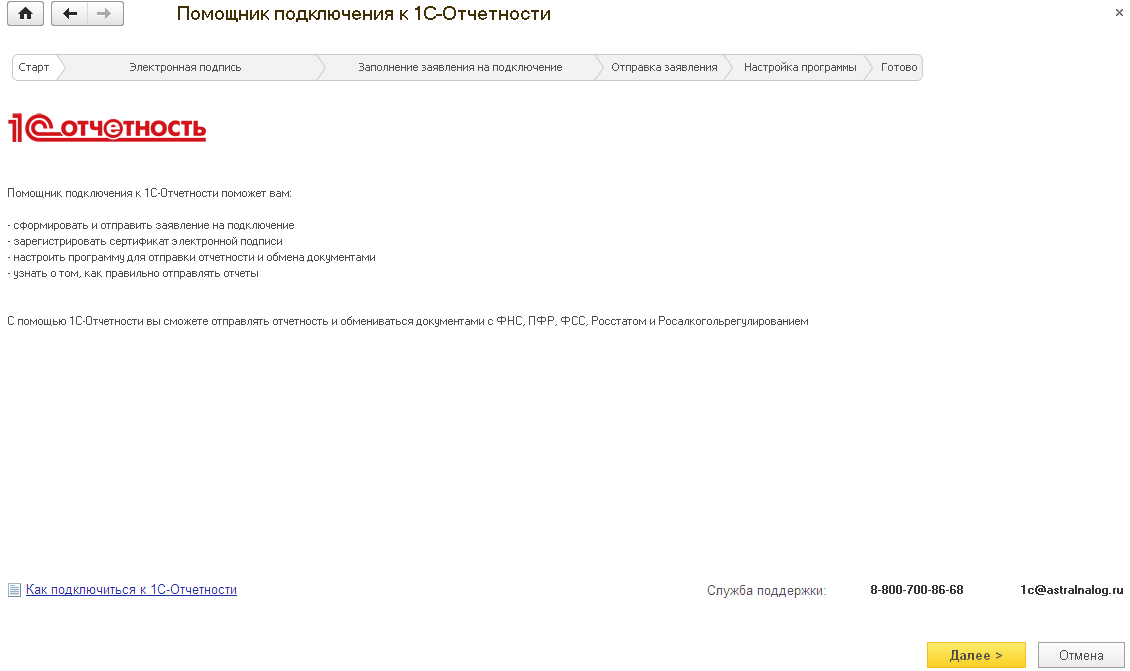 Помощник подключения к 1С-Отчетности
Старт Электронная подпись Заполнение заявления на подключение Отправка заявления Настройка программы Готово
1С-отчетность
Помощник подключения к 1С-Отчетности поможет вам:
- сформировать и отправить заявление на подключение
- зарегистрировать сертификат электронной подписи
- настроить программу для отправки отчетности и обмена документами
- узнать о том, как правильно отправлять отчеты
С помощью 1С-Отчетности вы сможете отправлять отчетность и обмениваться документами с ФНС, ПФР, ФСС, Росстатом и Росалкогольрегулированием
Как подключиться к 1С-Отчетности Служба поддержки: 8-800-700-86-68 1c@astralnalog.ru
Далее > Отмена